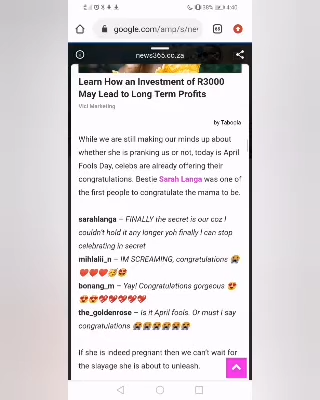 38% 4:40
google.com/amp/s/ne
news365.co.za
Learn How an Investment of R3000
May Lead to Long Term Profits
Vici Marketing
by Taboola
While we are still making our minds up about
whether she is pranking us or not, today is April
Fools Day, celebs are already offering their
congratulations. Bestie Sarah Langa was one of
the first people to congratulate the mama to be.
sarahlanga – FINALLY the secret is our coz I
couldn't hold it any longer yoh finally I can stop
celebrating in secret
mihlalii_n – IM SCREAMING, congratulations 😭
❤️❤️❤️🥰😍
bonang_m – Yay! Congratulations gorgeous 😍
😍😍💖💖💖💖💖
the_goldenrose – Is it April fools. Or must I say
congratulations 😭😭😭😭😭😭
If she is indeed pregnant then we can't wait for
the slayage she is about to unleash.